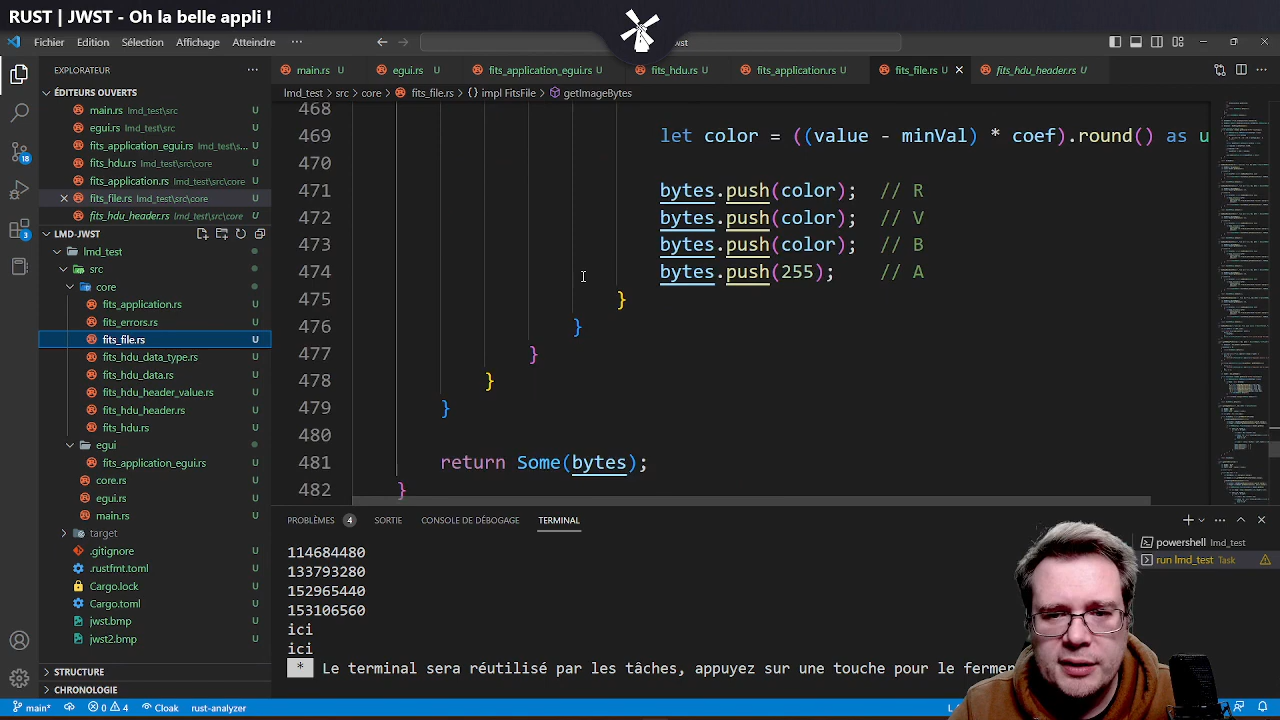 RUST | JWST - Oh la belle appli !
Fichier Edition Sélection Affichage Atteindre ··· wst
EXPLORATEUR
ÉDITEURS OUVERTS
main.rs lmd_test\src U
egui.rs lmd_test\src U
fits_application_egui.rs lmd_test\s... U
fits_hdu.rs lmd_test\src\core U
fits_application.rs lmd_test\src\core U
fits_file.rs lmd_test\src\core U
fits_hdu_header.rs lmd_test\src\core U
LMD-JWST
lmd_test
src
core
fits_application.rs U
fits_errors.rs U
fits_file.rs U
fits_hdu_data_type.rs U
fits_hdu_data.rs U
fits_hdu_header_value.rs U
fits_hdu_header.rs U
fits_hdu.rs U
egui
fits_application_egui.rs U
core.rs U
egui.rs U
main.rs U
target
.gitignore U
.rustfmt.toml U
Cargo.lock U
Cargo.toml U
jwst.bmp U
jwst2.bmp U
STRUCTURE
CHRONOLOGIE
main.rs U egui.rs U fits_application_egui.rs U fits_hdu.rs U fits_application.rs U fits_file.rs U fits_hdu_header.rs U
lmd_test > src > core > fits_file.rs > {} impl FitsFile > getImageBytes
468
469 let color = ((value - minVal) * coef).round() as u
470
471 bytes.push(color); // R
472 bytes.push(color); // V
473 bytes.push(color); // B
474 bytes.push(255); // A
475 }
476 }
477 }
478 }
479 }
480
481 return Some(bytes);
482 }
PROBLÈMES 4 SORTIE CONSOLE DE DÉBOGAGE TERMINAL
powershell lmd_test
run lmd_test Task
114684480
133793280
152965440
153106560
ici
ici
* Le terminal sera réutilisé par les tâches, appuyez sur une touche pour le fermer
main* 0 4 Cloak rust-analyzer
18
3